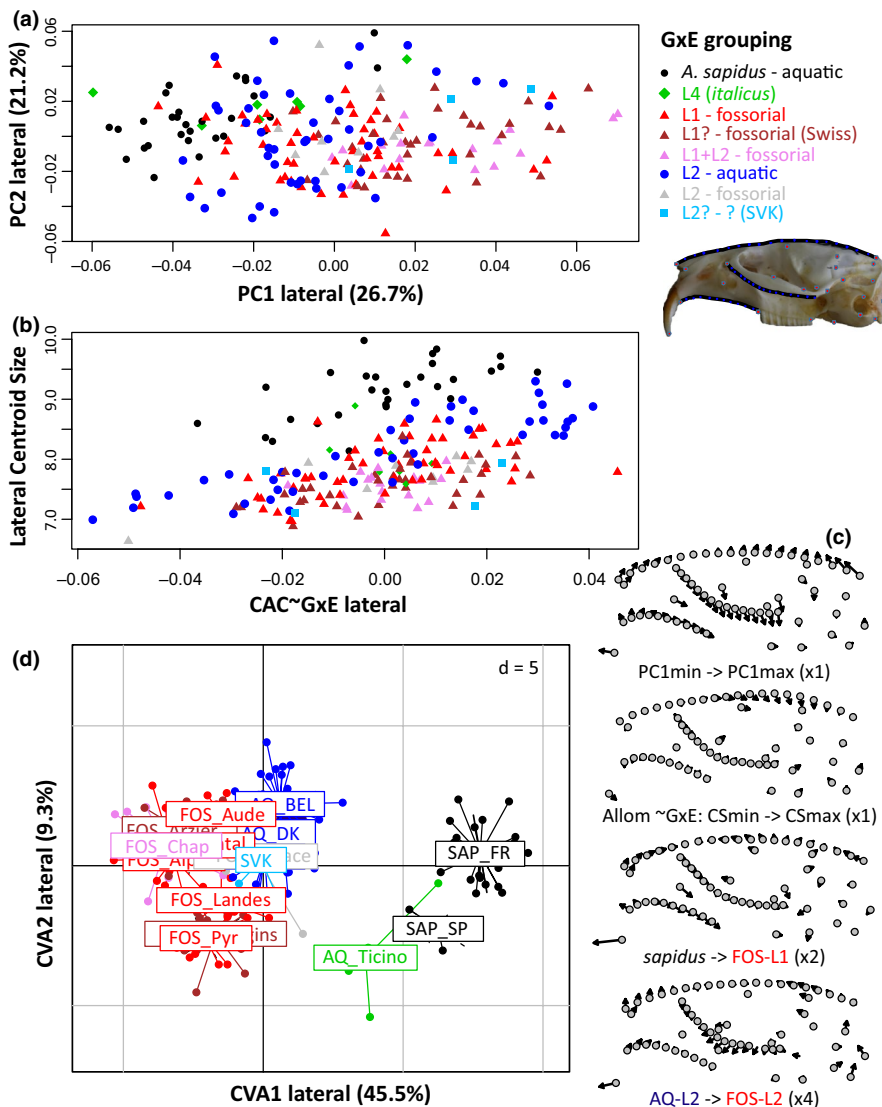 (a)
0.06
0.02
−0.02
−0.06
PC2 lateral (21.2%)
−0.06
−0.04
−0.02
0.00
0.02
0.04
0.06
PC1 lateral (26.7%)
GxE grouping
A. sapidus - aquatic
L4 (italicus)
L1 - fossorial
L1? - fossorial (Swiss)
L1+L2 - fossorial
L2 - aquatic
L2 - fossorial
L2? - ? (SVK)
(b)
10.0
9.0
8.0
7.0
Lateral Centroid Size
−0.06
−0.04
−0.02
0.00
0.02
0.04
CAC~GxE lateral
(c)
PC1min -> PC1max (x1)
Allom ~GxE: CSmin -> CSmax (x1)
sapidus -> FOS-L1 (x2)
AQ-L2 -> FOS-L2 (x4)
(d)
d = 5
CVA2 lateral (9.3%)
AQ_BEL
FOS_Aude
FOS_Arzier
AQ_DK
FOS_Chap
SVK
SAP_FR
FOS_Landes
SAP_SP
FOS_Pyr
AQ_Ticino
CVA1 lateral (45.5%)